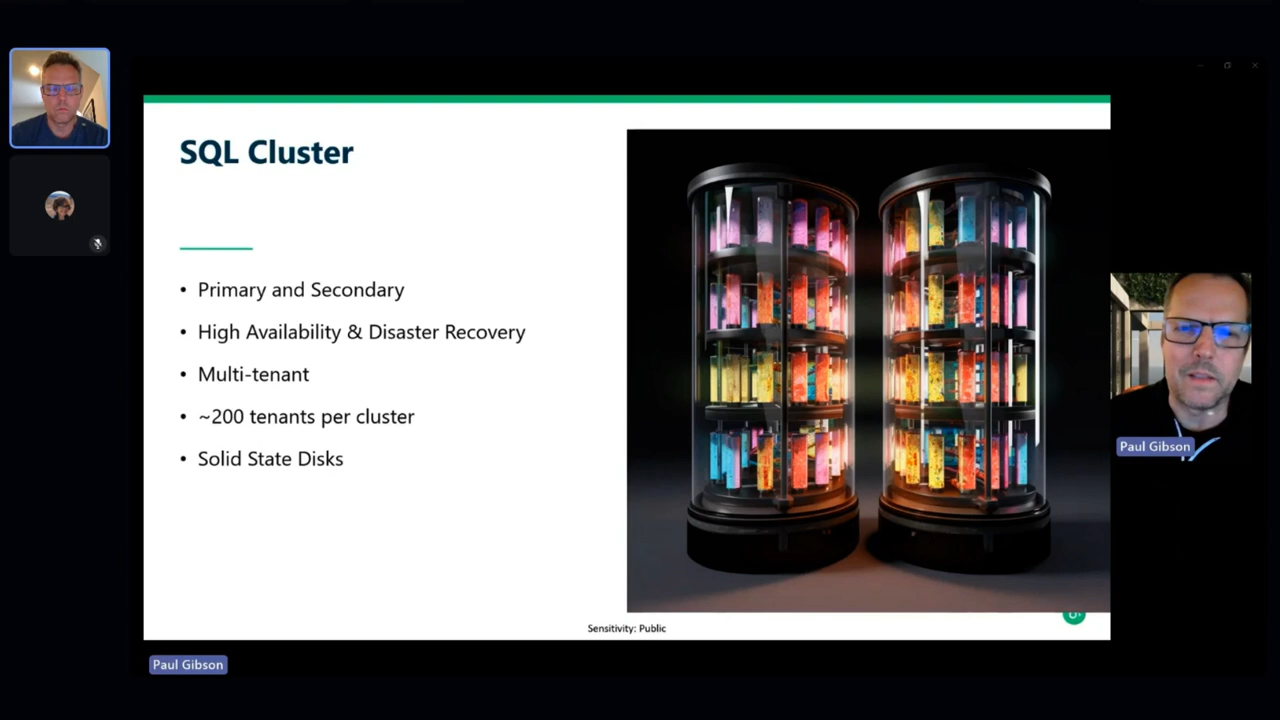 SQL Cluster
• Primary and Secondary
• High Availability & Disaster Recovery
• Multi-tenant
• ~200 tenants per cluster
• Solid State Disks
Sensitivity: Public
Paul Gibson
Paul Gibson